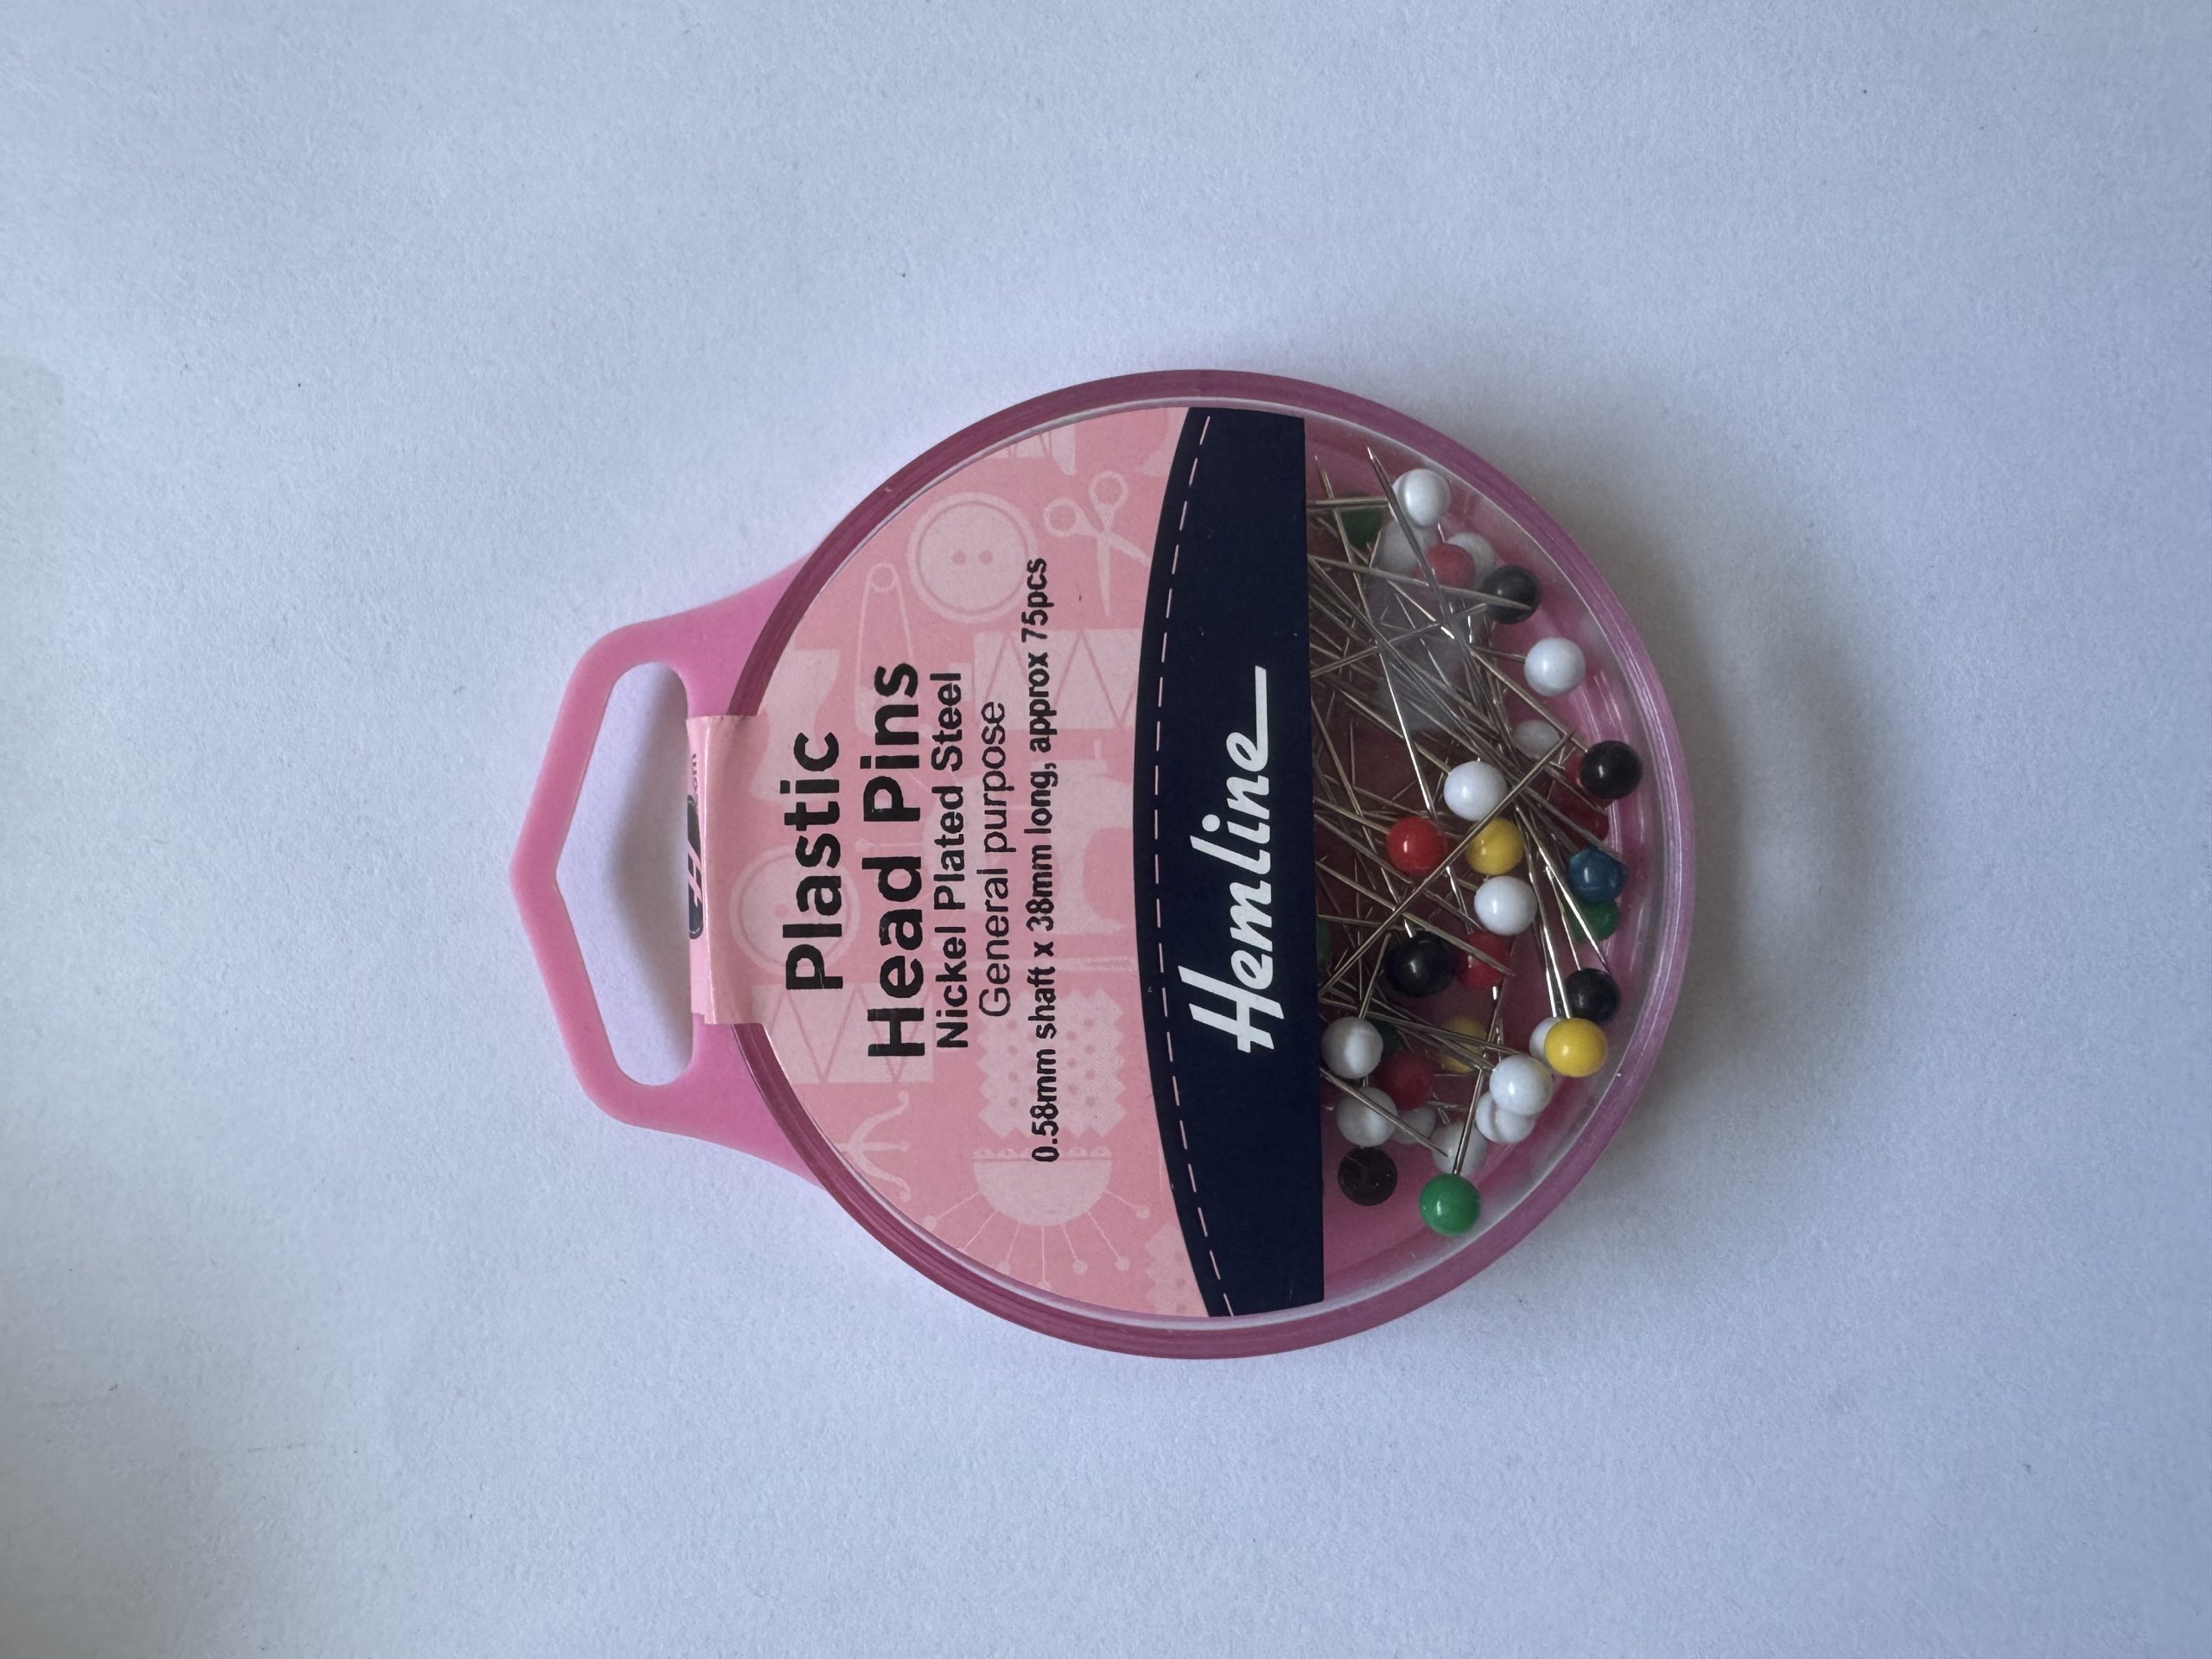 Plastic
Head Pins
Nickel Plated Steel
General purpose
0.58mm shaft x 38mm long, approx 75pcs
Hemline